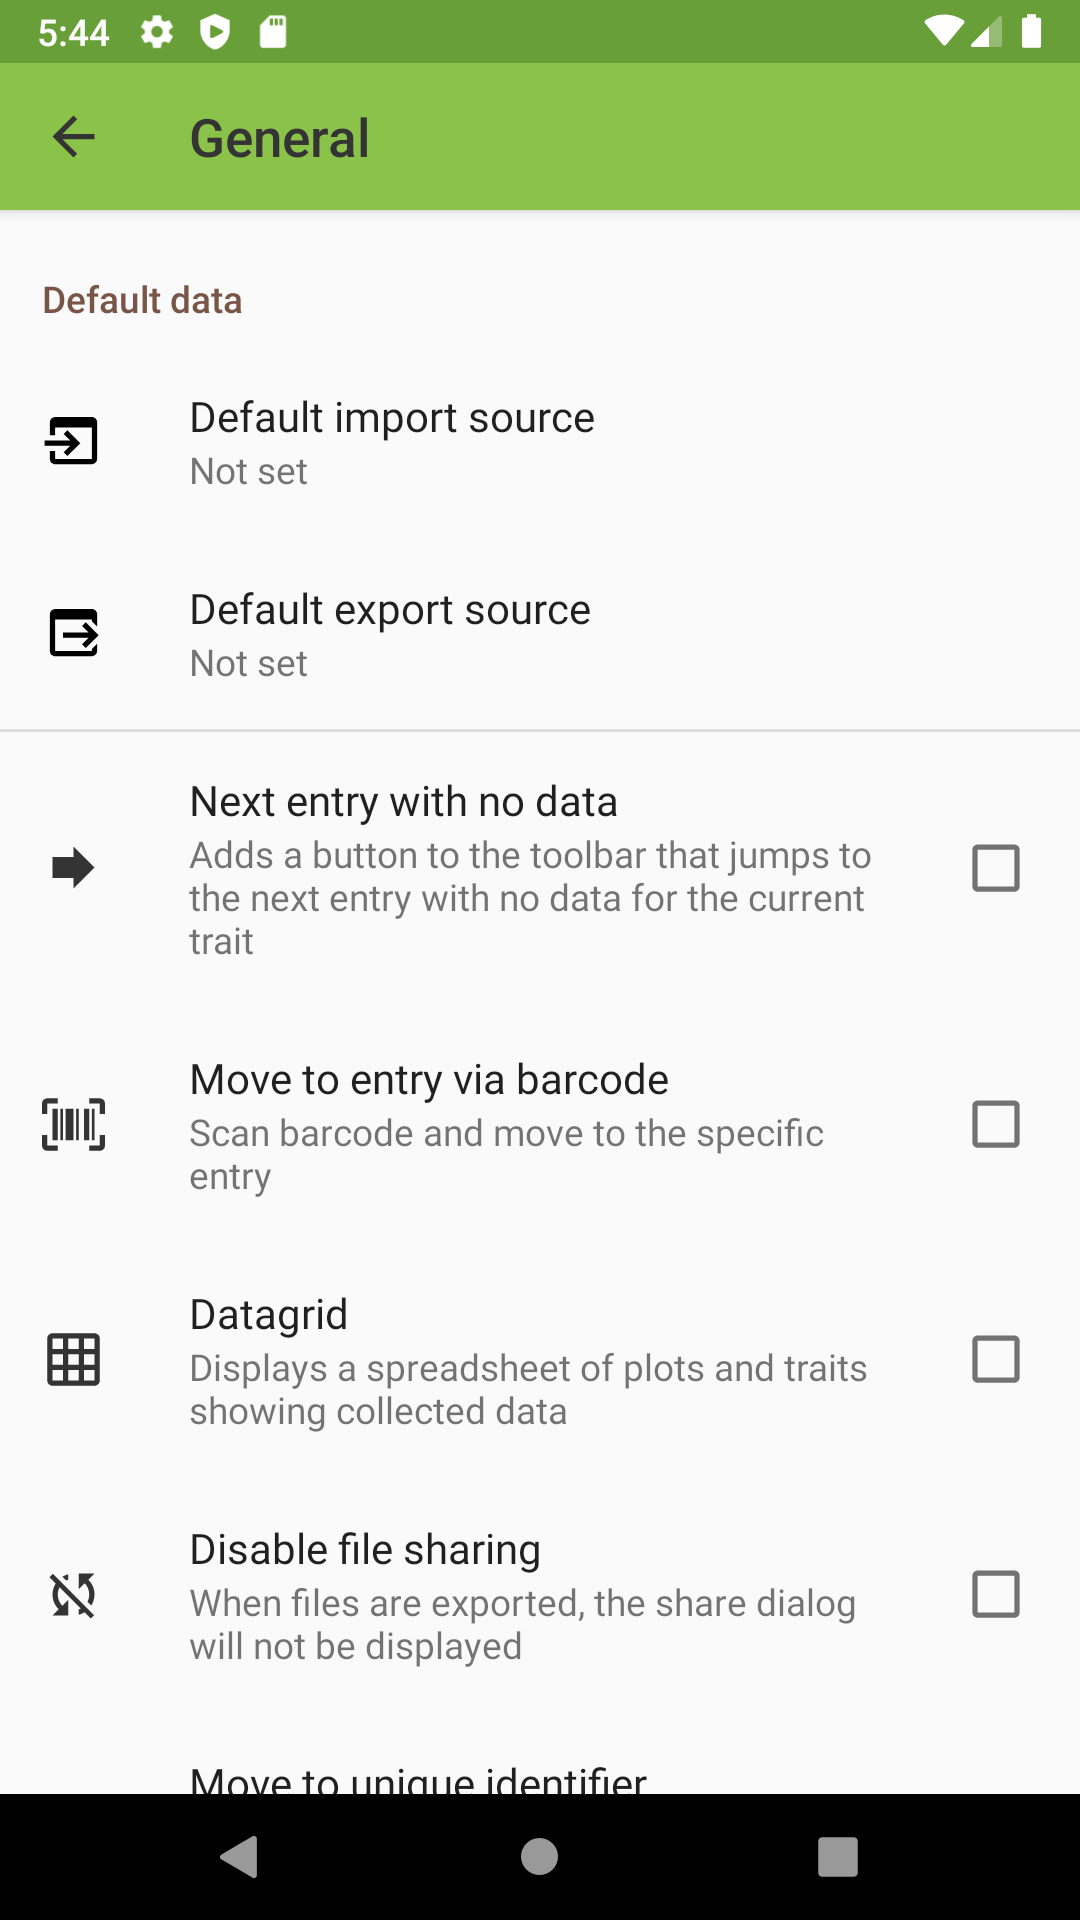 5:44
General
Default data
Default import source
Not set
Default export source
Not set
Next entry with no data
Adds a button to the toolbar that jumps to
the next entry with no data for the current
trait
Move to entry via barcode
Scan barcode and move to the specific
entry
Datagrid
Displays a spreadsheet of plots and traits
showing collected data
Disable file sharing
When files are exported, the share dialog
will not be displayed
Move to unique identifier